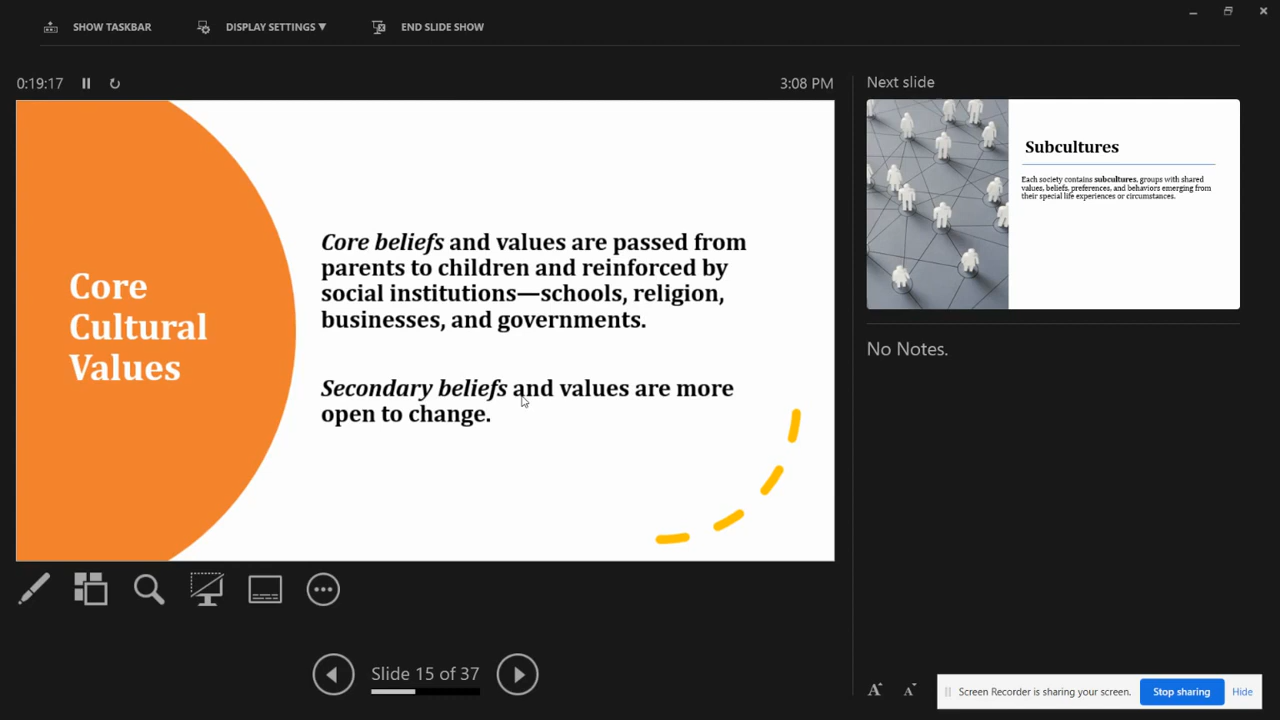 SHOW TASKBAR
DISPLAY SETTINGS ▼
END SLIDE SHOW
0:19:17
3:08 PM
Next slide
Core
Cultural
Values
Core beliefs and values are passed from
parents to children and reinforced by
social institutions—schools, religion,
businesses, and governments.
Secondary beliefs and values are more
open to change.
Subcultures
Each society contains subcultures, groups with shared
values, beliefs, preferences, and behaviors emerging from
their special life experiences or circumstances.
No Notes.
Slide 15 of 37
A A
Screen Recorder is sharing your screen.
Stop sharing
Hide